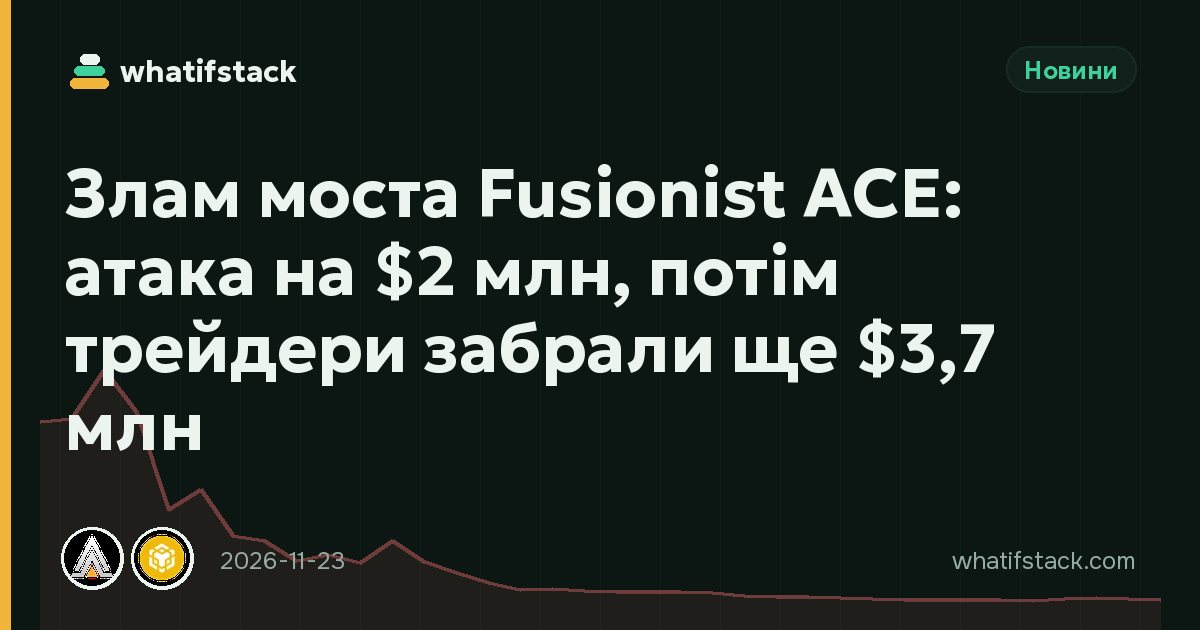 whatifstack
Новини
Злам моста Fusionist ACE:
атака на $2 млн, потім
трейдери забрали ще $3,7
млн
2026-11-23
whatifstack.com